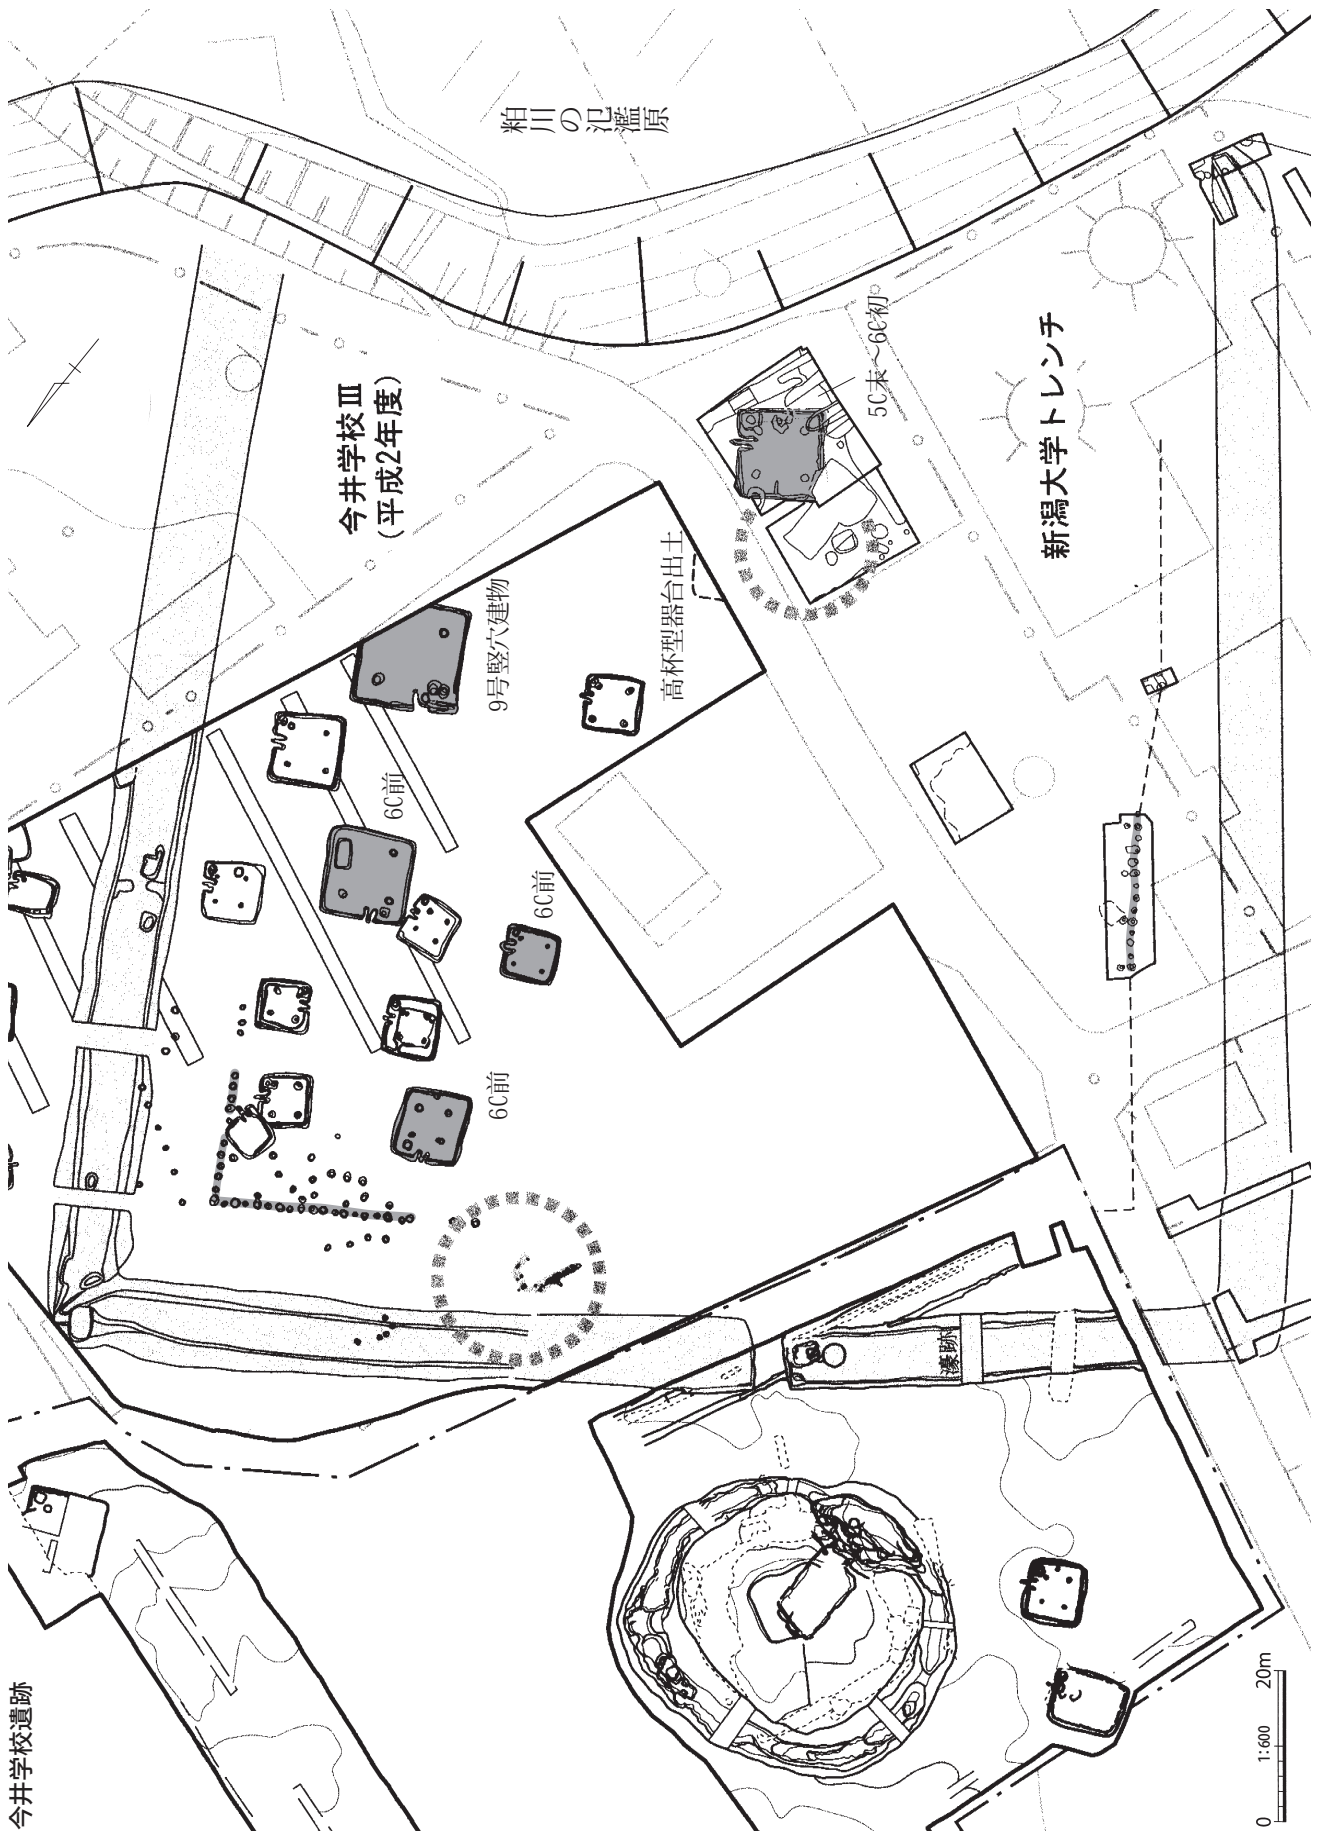 今井学校遺跡
粕川の氾濫原
今井学校Ⅲ
(平成2年度)
9号竪穴建物
高杯型器台出土
5C末～6C初
新潟大学トレンチ
6C前
6C前
6C前
濠跡
0 1:600 20m